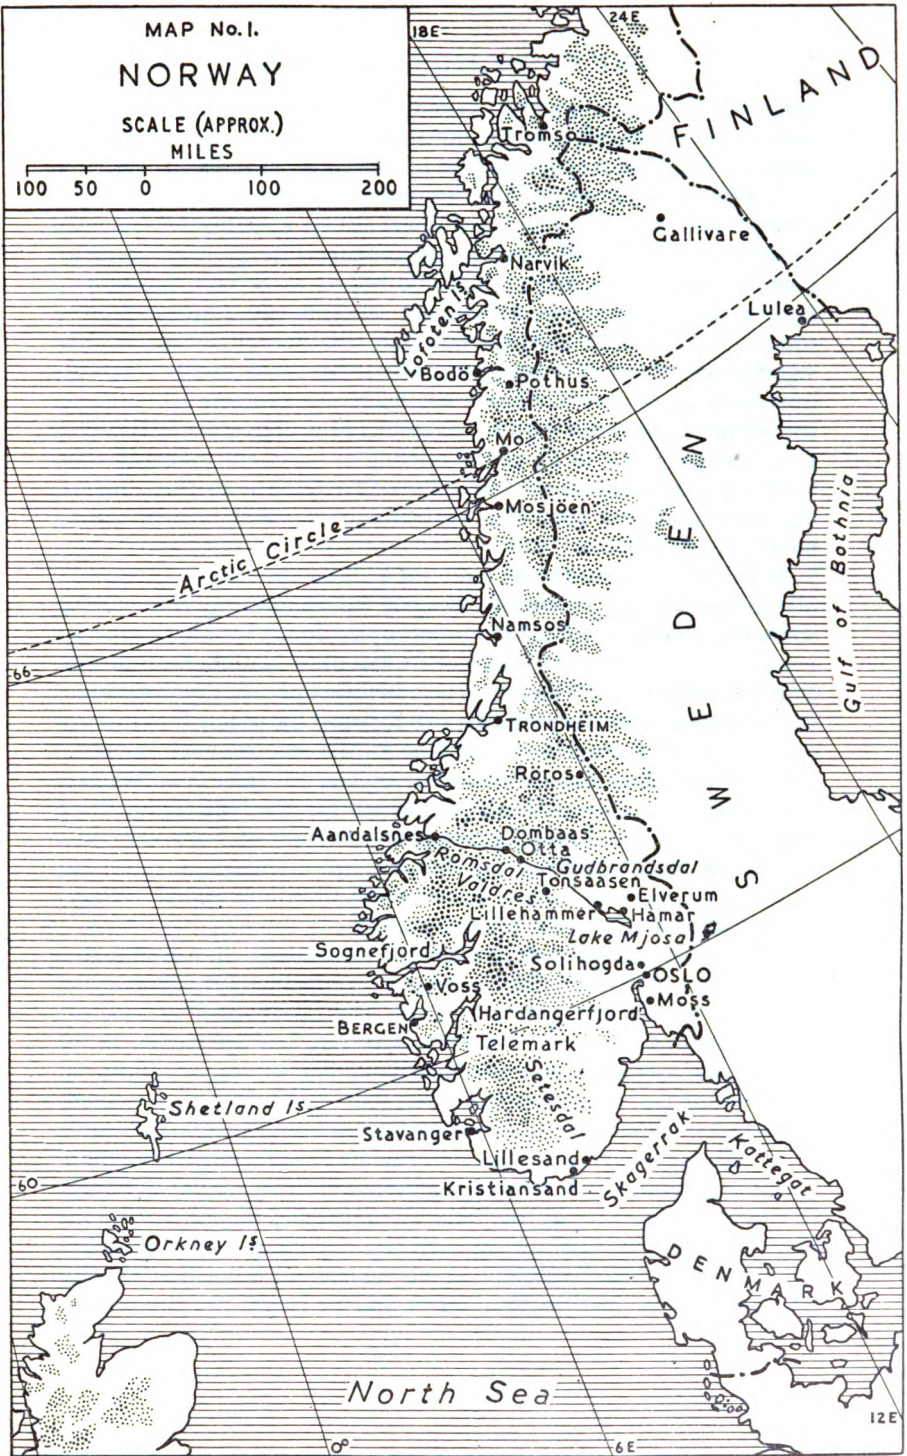 MAP No.1.
NORWAY
SCALE (APPROX.)
MILES
100 50 0 100 200
18E
24E
FINLAND
Tromso
Gallivare
Narvik
Lulea
Lofoten Is.
Bodö
Pothus
Mo
Mosjöen
Arctic Circle
SWEDEN
Gulf of Bothnia
Namsos
66
TRONDHEIM
Röros
Aandalsnes
Dombaas
Otta
Romsdal
Gudbrandsdal
Valdres
Tonsaasen
Elverum
Lillehammer
Hamar
Lake Mjosa
Sognefjord
Solihogda
OSLO
Voss
Moss
Hardangerfjord
BERGEN
Telemark
Setesdal
Shetland Is.
Stavanger
Lillesand
Kristiansand
Skagerrak
Kattegat
60
Orkney Is.
DENMARK
North Sea
0°
6E
12E